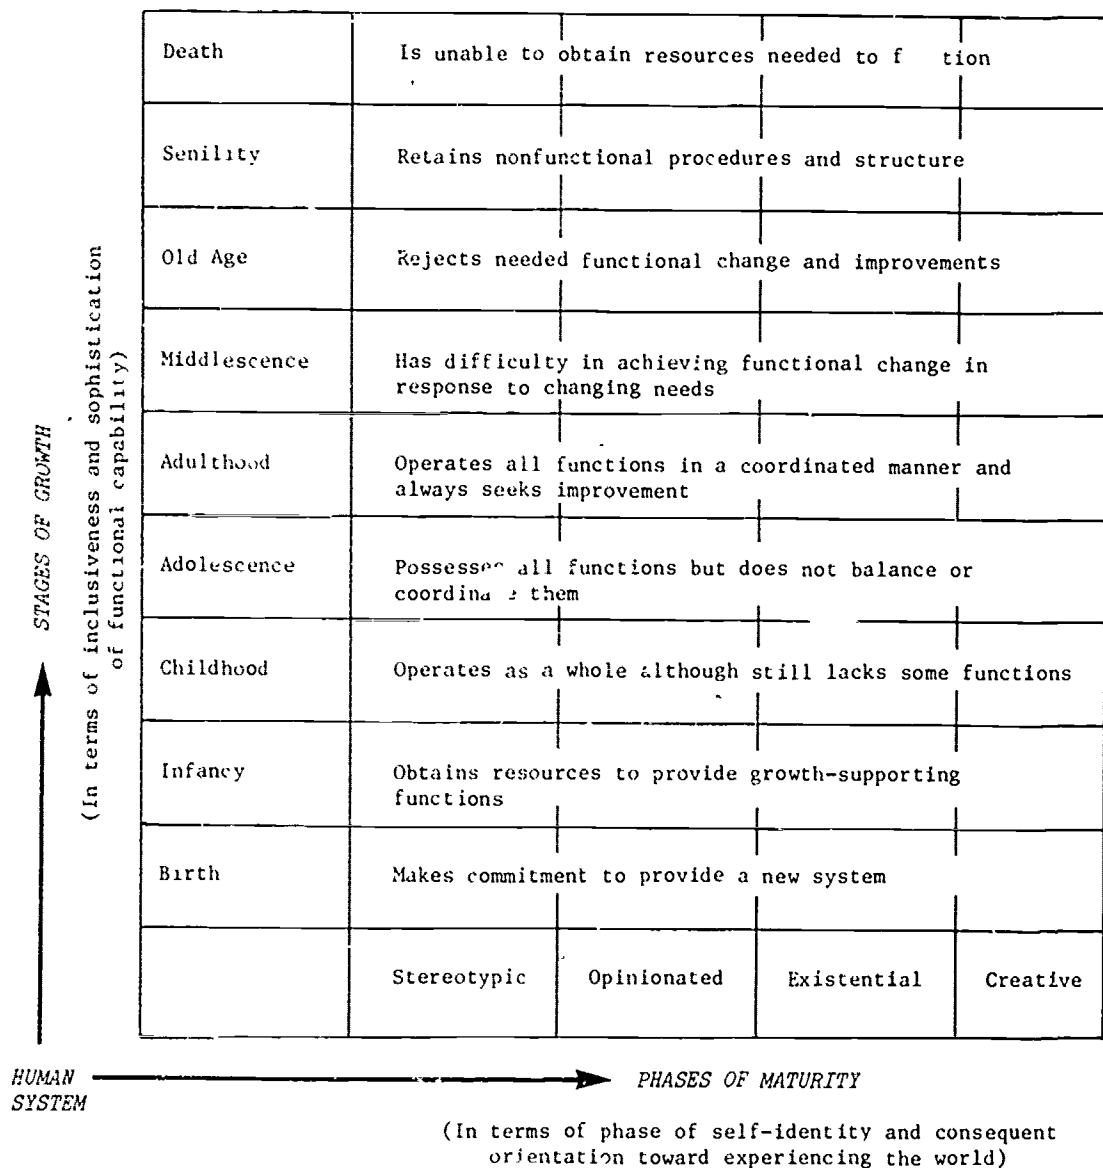 Death Is unable to obtain resources needed to f tion
Senility Retains nonfunctional procedures and structure
Old Age Rejects needed functional change and improvements
Middlescence Has difficulty in achieving functional change in
response to changing needs
Adulthood Operates all functions in a coordinated manner and
always seeks improvement
Adolescence Possesses all functions but does not balance or
coordina e them
Childhood Operates as a whole although still lacks some functions
Infancy Obtains resources to provide growth-supporting
functions
Birth Makes commitment to provide a new system
Stereotypic Opinionated Existential Creative
STAGES OF GROWTH
(In terms of inclusiveness and sophistication
of functional capability)
HUMAN
SYSTEM
PHASES OF MATURITY
(In terms of phase of self-identity and consequent
orientation toward experiencing the world)